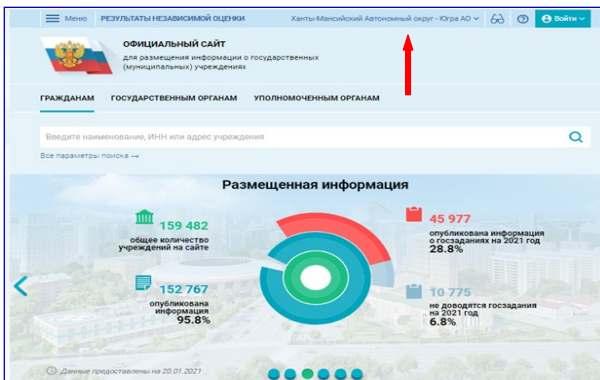 Меню РЕЗУЛЬТАТЫ НЕЗАВИСИМОЙ ОЦЕНКИ Ханты-Мансийский Автономный округ - Югра АО Войти
ОФИЦИАЛЬНЫЙ САЙТ
для размещения информации о государственных
(муниципальных) учреждениях
ГРАЖДАНАМ ГОСУДАРСТВЕННЫМ ОРГАНАМ УПОЛНОМОЧЕННЫМ ОРГАНАМ
Введите наименование, ИНН или адрес учреждения
Все параметры поиска →
Размещенная информация
159 482
общее количество
учреждений на сайте
152 767
опубликована
информация
95.8%
45 977
опубликована информация
о госзаданиях на 2021 год
28.8%
10 775
не доводятся госзадания
на 2021 год
6.8%
Данные предоставлены на 20.01.2021